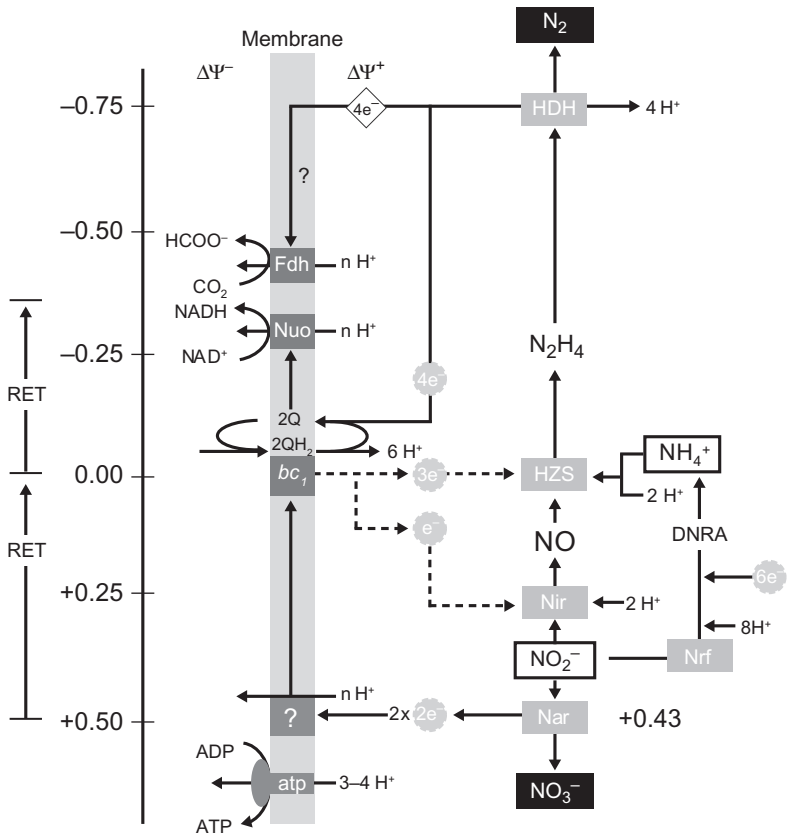 N₂
Membrane
ΔΨ⁻
ΔΨ⁺
–0.75
4e⁻
HDH
4 H⁺
?
–0.50
HCOO⁻
Fdh
n H⁺
CO₂
NADH
Nuo
n H⁺
N₂H₄
–0.25
NAD⁺
4e⁻
RET
2Q
2QH₂
6 H⁺
NH₄⁺
0.00
bc₁
3e⁻
HZS
2 H⁺
e⁻
NO
DNRA
RET
6e⁻
+0.25
Nir
2 H⁺
8H⁺
NO₂⁻
Nrf
n H⁺
+0.50
?
2x 2e⁻
Nar
+0.43
ADP
atp
3–4 H⁺
NO₃⁻
ATP